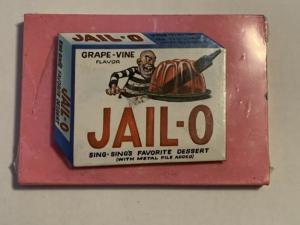 JAIL-O
GRAPE-VINE
FLAVOR
JAIL-O
JAIL-O
SING-SING'S FAVORITE DESSERT
(WITH METAL FILE ADDED)